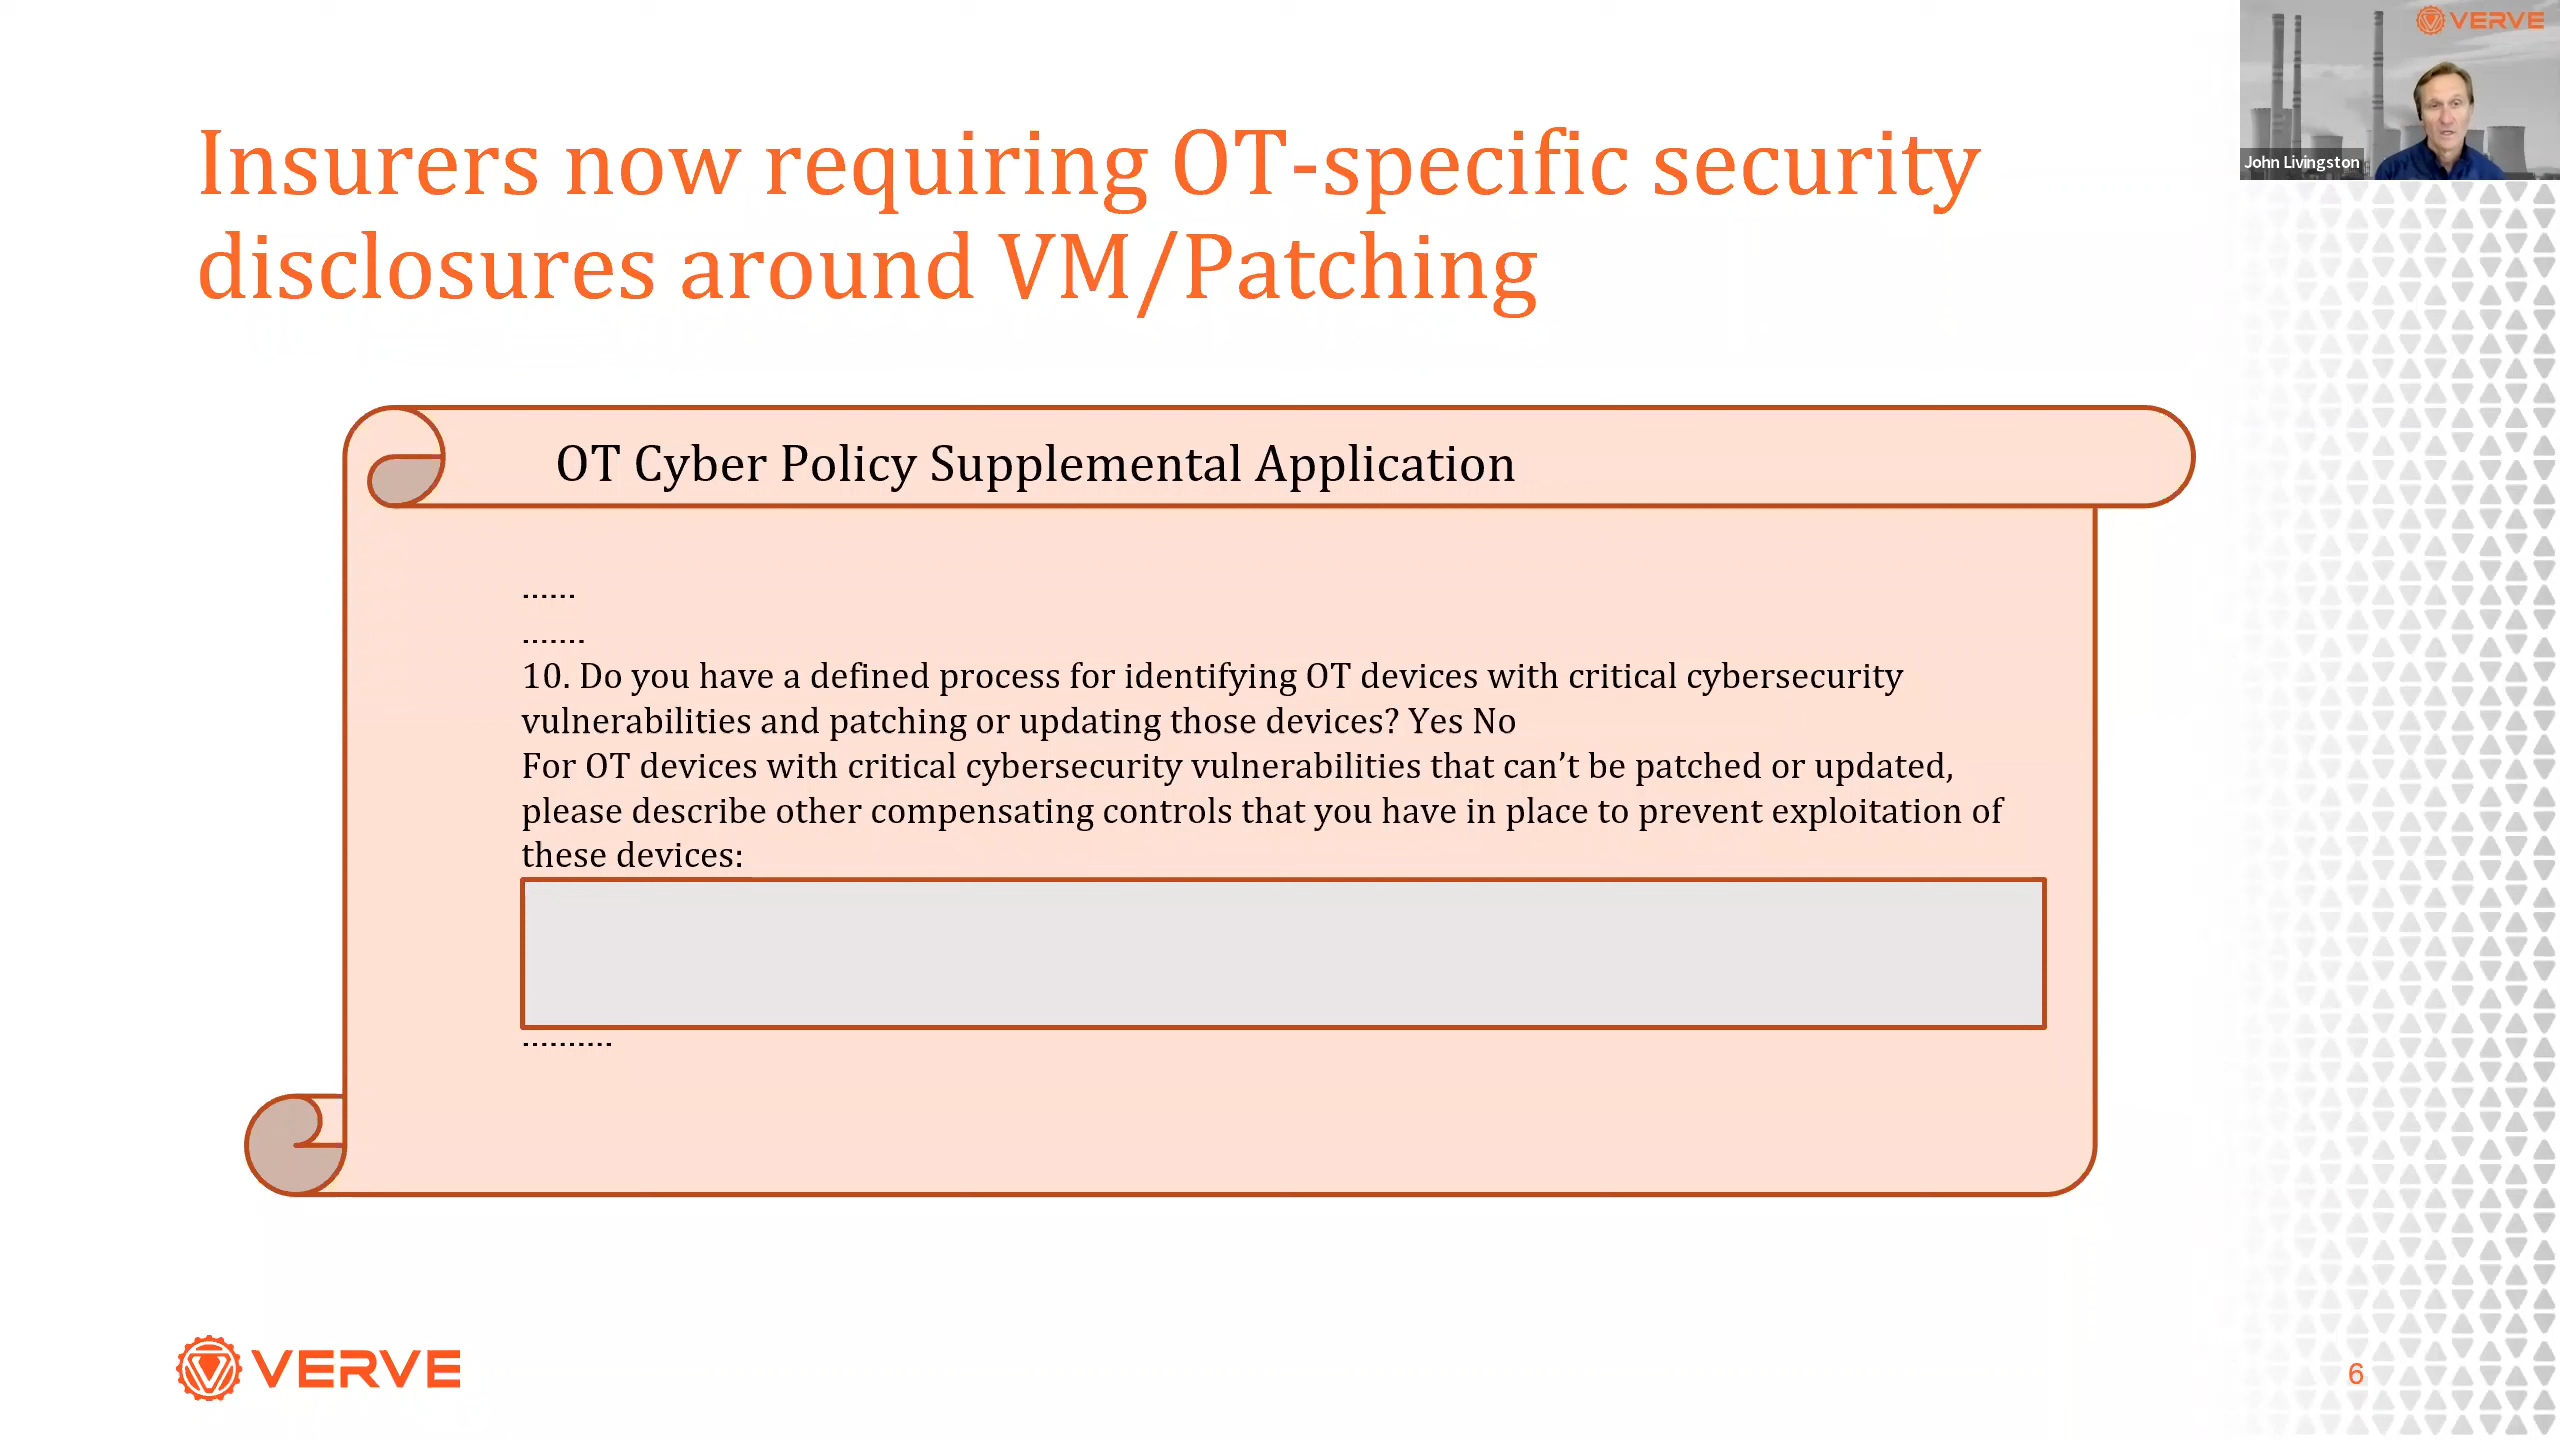 VERVE
John Livingston
Insurers now requiring OT-specific security
disclosures around VM/Patching
OT Cyber Policy Supplemental Application
......
.......
10. Do you have a defined process for identifying OT devices with critical cybersecurity
vulnerabilities and patching or updating those devices? Yes No
For OT devices with critical cybersecurity vulnerabilities that can’t be patched or updated,
please describe other compensating controls that you have in place to prevent exploitation of
these devices:
..........
VERVE
6